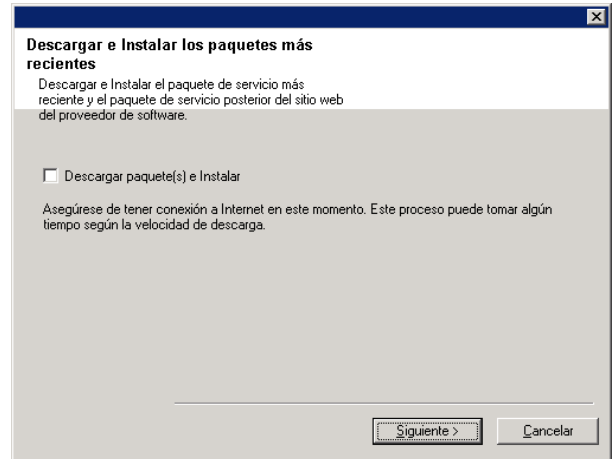 Descargar e Instalar los paquetes más
recientes
Descargar e Instalar el paquete de servicio más
reciente y el paquete de servicio posterior del sitio web
del proveedor de software.
Descargar paquete(s) e Instalar
Asegúrese de tener conexión a Internet en este momento. Este proceso puede tomar algún
tiempo según la velocidad de descarga.
Siguiente >
Cancelar